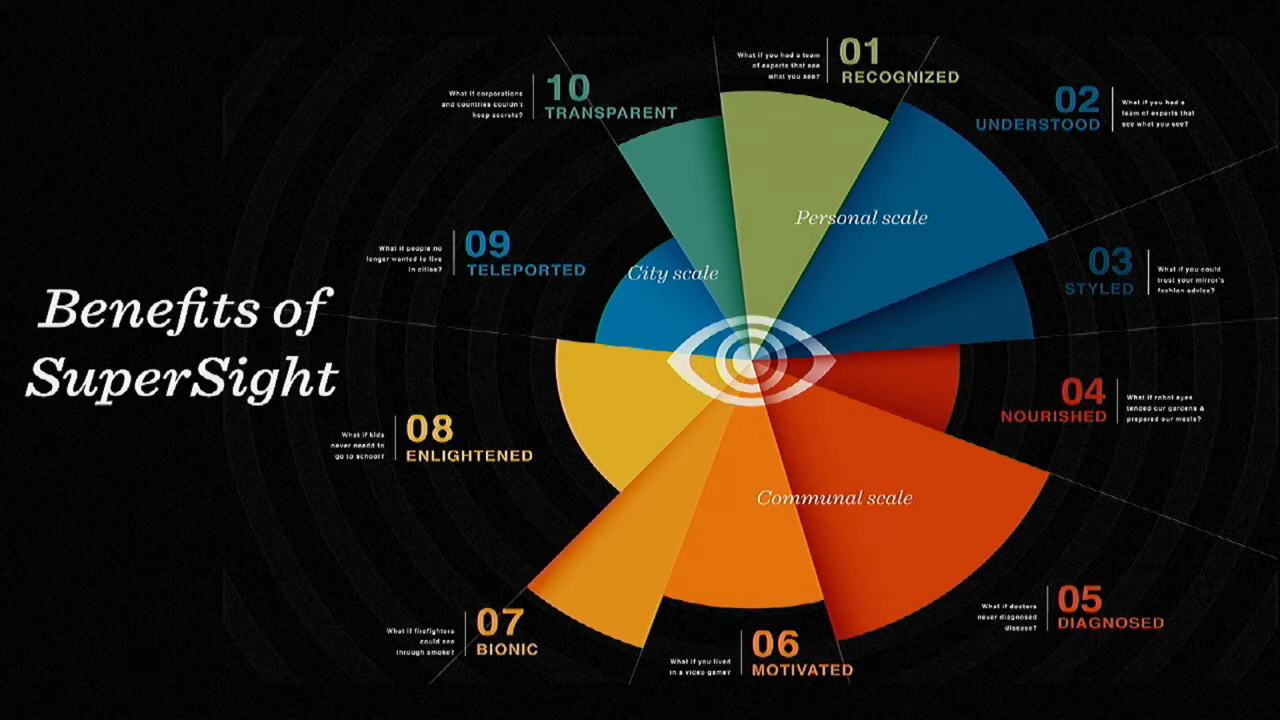 Benefits of
SuperSight
What if you had a team
of experts that see
what you see?
01
RECOGNIZED
What if you had a
team of experts that
see what you see?
02
UNDERSTOOD
What if you could
trust your mirror's
fashion advice?
03
STYLED
What if robot eyes
tended our gardens &
prepared our meals?
04
NOURISHED
What if doctors
never diagnosed
disease?
05
DIAGNOSED
What if you lived
in a video game?
06
MOTIVATED
What if firefighters
could see
through smoke?
07
BIONIC
What if kids
never needd to
go to school?
08
ENLIGHTENED
What if people no
longer wanted to live
in cities?
09
TELEPORTED
What if corporations
and countries couldn't
keep secrets?
10
TRANSPARENT
Personal scale
City scale
Communal scale